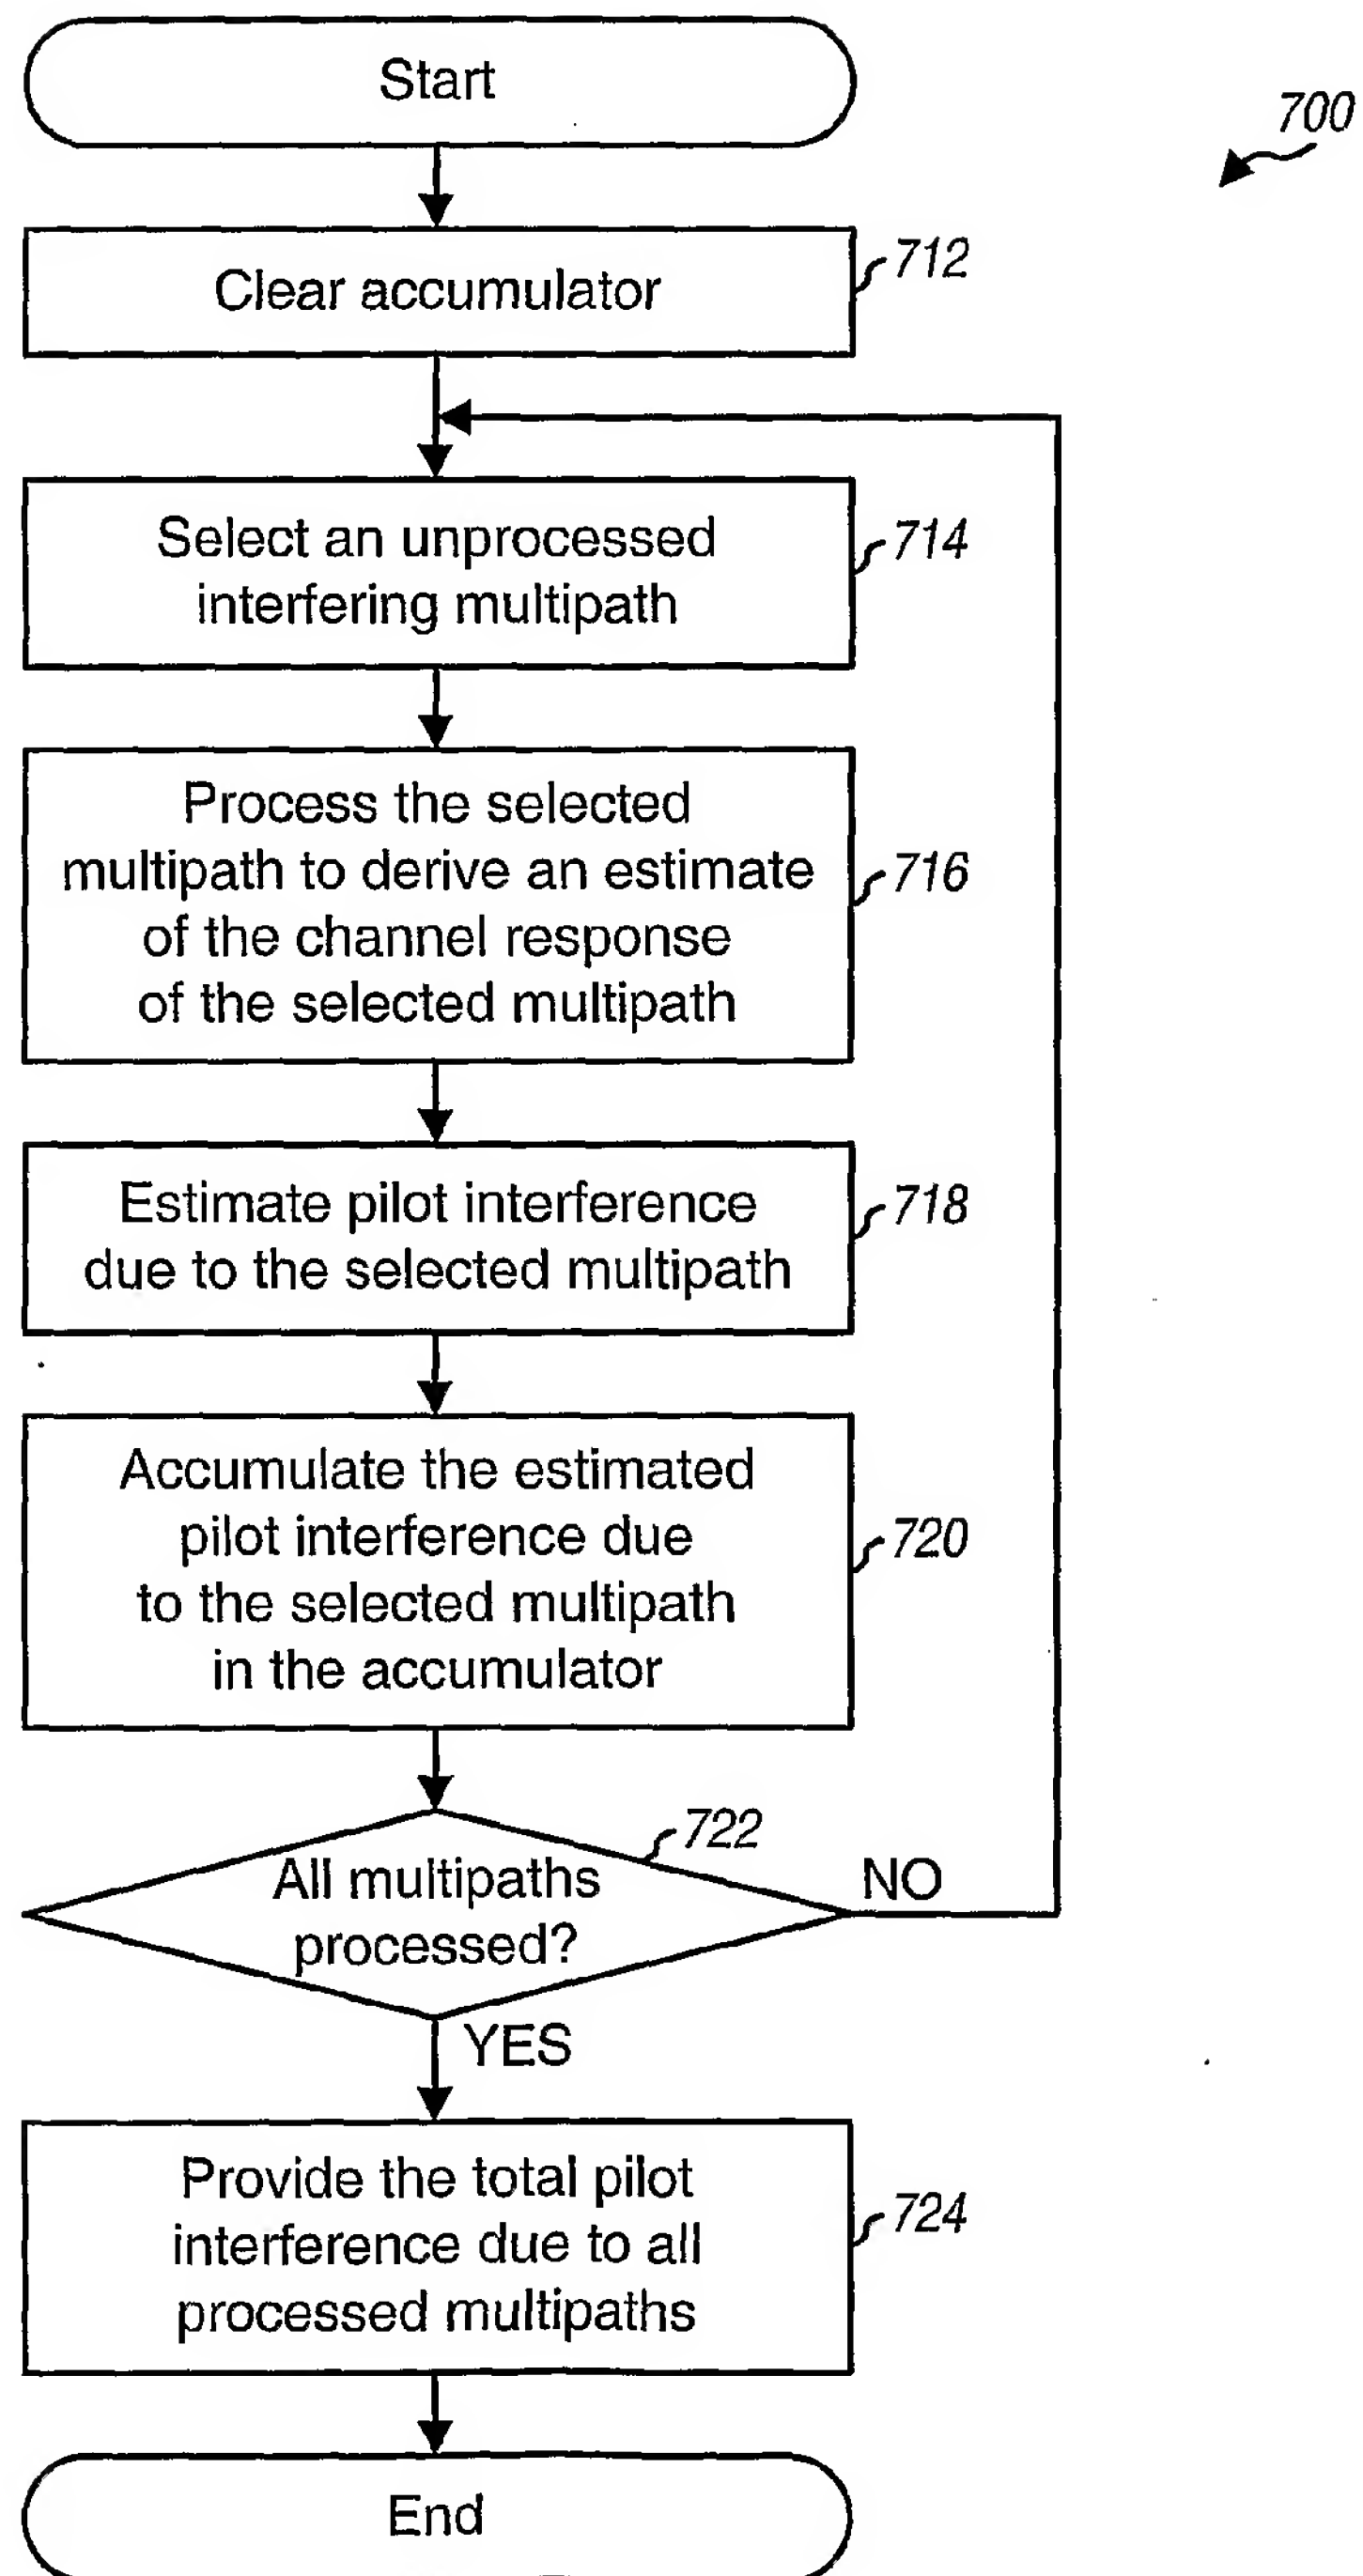 Start
700
Clear accumulator
712
Select an unprocessed
interfering multipath
714
Process the selected
multipath to derive an estimate
of the channel response
of the selected multipath
716
Estimate pilot interference
due to the selected multipath
718
Accumulate the estimated
pilot interference due
to the selected multipath
in the accumulator
720
722
All multipaths
processed?
NO
YES
Provide the total pilot
interference due to all
processed multipaths
724
End